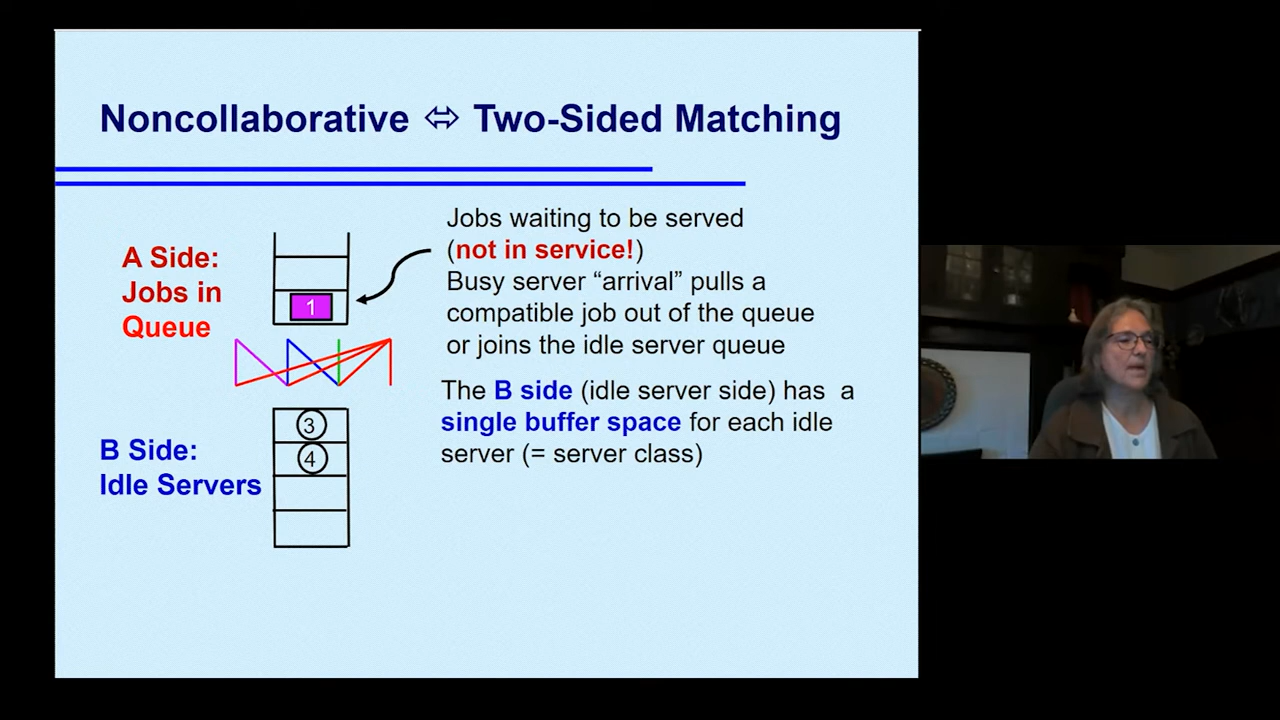 Noncollaborative ⇔ Two-Sided Matching
A Side:
Jobs in
Queue
1
Jobs waiting to be served
(not in service!)
Busy server “arrival” pulls a
compatible job out of the queue
or joins the idle server queue
The B side (idle server side) has a
single buffer space for each idle
server (= server class)
B Side:
Idle Servers
3
4